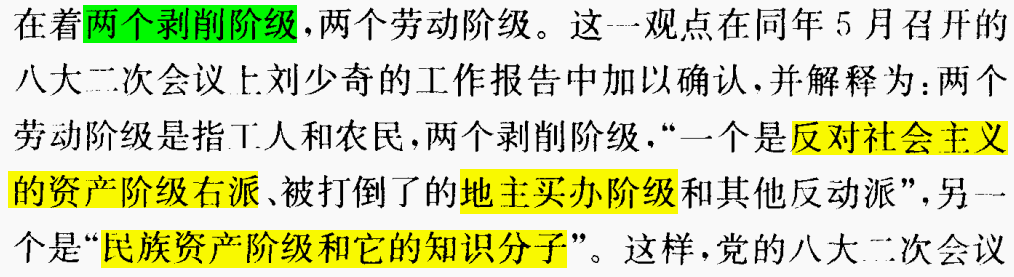 在着两个剥削阶级,两个劳动阶级。这一观点在同年5月召开的
八大二次会议上刘少奇的工作报告中加以确认,并解释为:两个
劳动阶级是指工人和农民,两个剥削阶级,“一个是反对社会主义
的资产阶级右派、被打倒了的地主买办阶级和其他反动派”,另一
个是“民族资产阶级和它的知识分子”。这样,党的八大二次会议